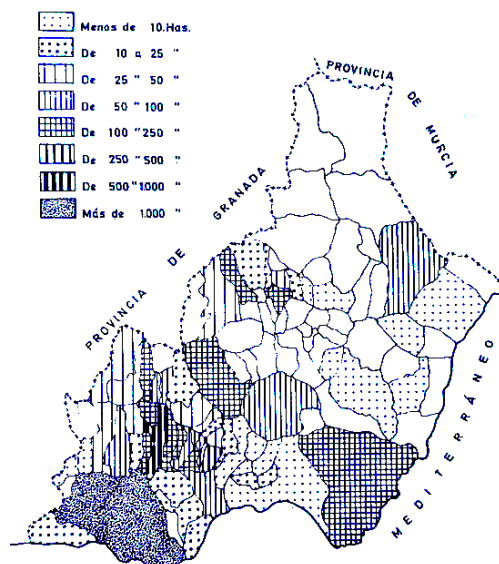 Menos de 10.Has.
De 10 a 25 "
De 25 " 50 "
De 50 " 100 "
De 100 " 250 "
De 250 " 500 "
De 500 " 1.000 "
Más de 1.000 "
PROVINCIA DE MURCIA
PROVINCIA DE GRANADA
MEDITERRÁNEO